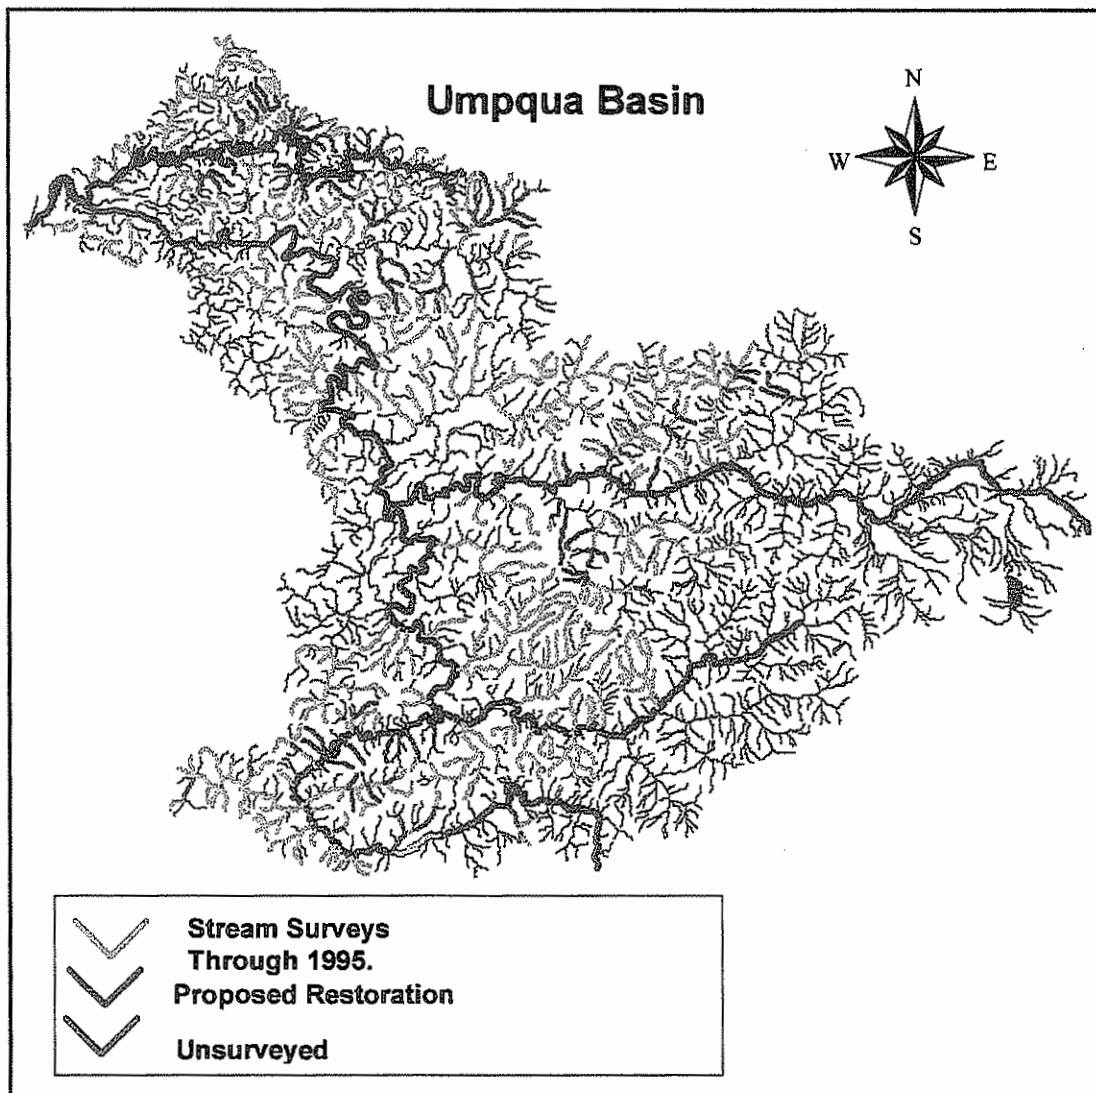 Umpqua Basin
N
W
E
S
Stream Surveys
Through 1995.
Proposed Restoration
Unsurveyed